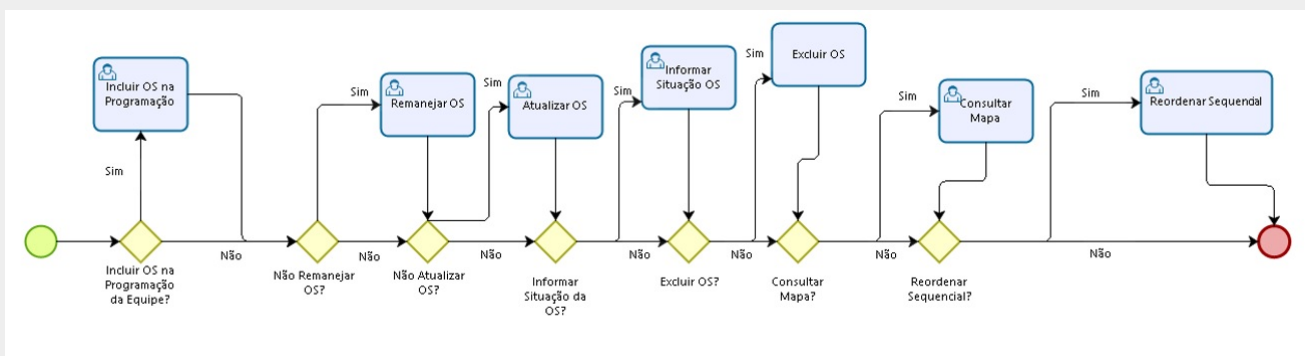 Incluir OS na
Programação
Sim
Não
Incluir OS na
Programação
da Equipe?
Sim
Remanejar OS
Não
Não Remanejar
OS?
Sim
Atualizar OS
Não
Não Atualizar
OS?
Sim
Informar
Situação OS
Não
Informar
Situação da
OS?
Sim
Excluir OS
Não
Excluir OS?
Sim
Consultar
Mapa
Não
Consultar
Mapa?
Sim
Reordenar Sequencial
Não
Reordenar
Sequencial?